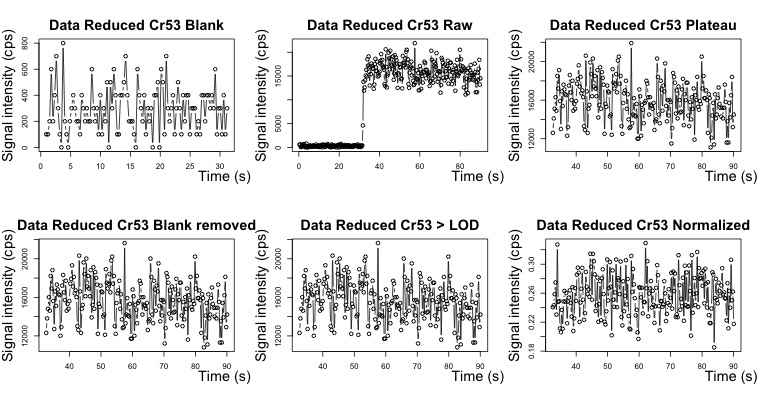 Data Reduced Cr53 Blank
Signal intensity (cps)
0 200 400 600 800
0 5 10 15 20 25 30
Time (s)
Data Reduced Cr53 Raw
Signal intensity (cps)
0 5000 15000
0 20 40 60 80
Time (s)
Data Reduced Cr53 Plateau
Signal intensity (cps)
12000 16000 20000
40 50 60 70 80 90
Time (s)
Data Reduced Cr53 Blank removed
Signal intensity (cps)
12000 16000 20000
40 50 60 70 80 90
Time (s)
Data Reduced Cr53 > LOD
Signal intensity (cps)
12000 16000 20000
40 50 60 70 80 90
Time (s)
Data Reduced Cr53 Normalized
Signal intensity (cps)
0.18 0.22 0.26 0.30
40 50 60 70 80 90
Time (s)